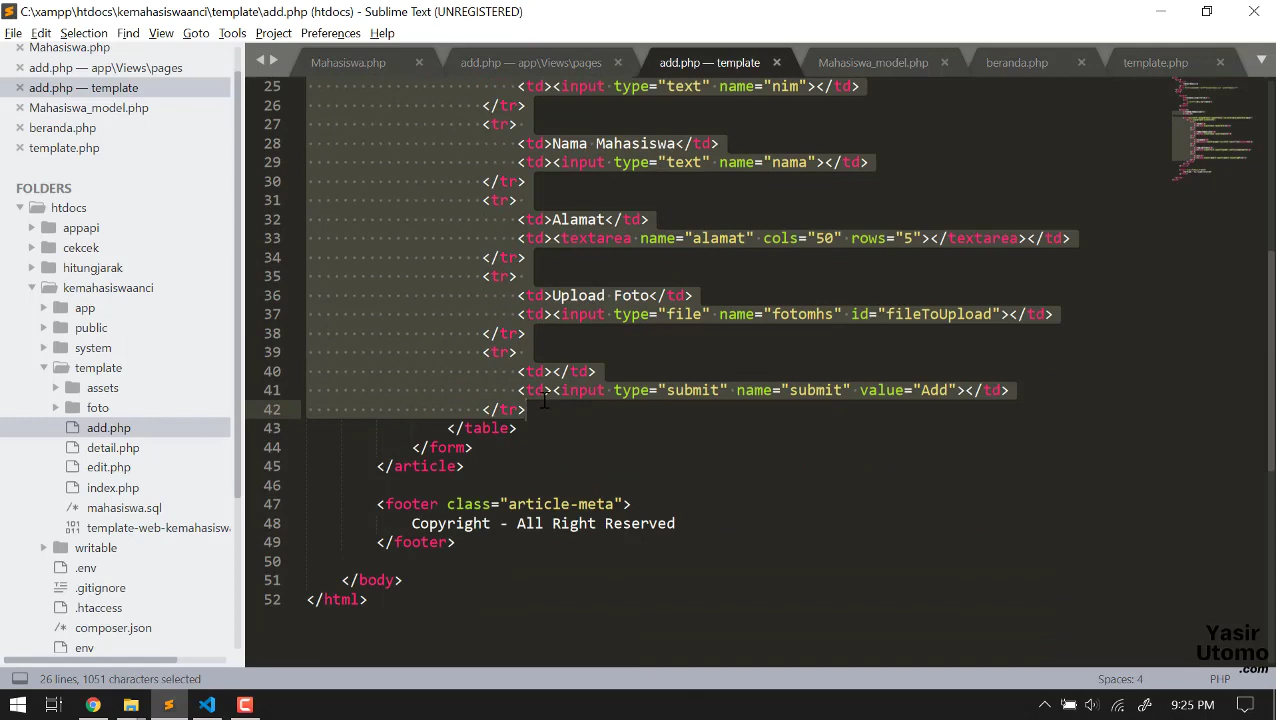 C:\xampp\htdocs\kemahasiswaanci\template\add.php (htdocs) - Sublime Text (UNREGISTERED)
File Edit Selection Find View Goto Tools Project Preferences Help
Mahasiswa.php
add.php — app\Views\pages
add.php — template
Mahasiswa_model.php
beranda.php
template.php
FOLDERS
htdocs
appapi
cekcek
hitungjarak
kemahasiswaanci
app
public
system
template
assets
foto
add.php
detail.php
edit.php
index.php
mahasiswa.sql
template-web-kemahasisw
writable
.env
.gitignore
.htaccess
composer.json
env
Mahasiswa.php
add.php — app\Views\pages
add.php — template
Mahasiswa_model.php
beranda.php
template.php
25 <td><input type="text" name="nim"></td>
26 </tr>
27 <tr>
28 <td>Nama Mahasiswa</td>
29 <td><input type="text" name="nama"></td>
30 </tr>
31 <tr>
32 <td>Alamat</td>
33 <td><textarea name="alamat" cols="50" rows="5"></textarea></td>
34 </tr>
35 <tr>
36 <td>Upload Foto</td>
37 <td><input type="file" name="fotomhs" id="fileToUpload"></td>
38 </tr>
39 <tr>
40 <td></td>
41 <td><input type="submit" name="submit" value="Add"></td>
42 </tr>
43 </table>
44 </form>
45 </article>
46
47 <footer class="article-meta">
48 Copyright - All Right Reserved
49 </footer>
50
51 </body>
52 </html>
Yasir
Utomo
.com
26 lines, 1051 characters selected
Spaces: 4
PHP
9:25 PM